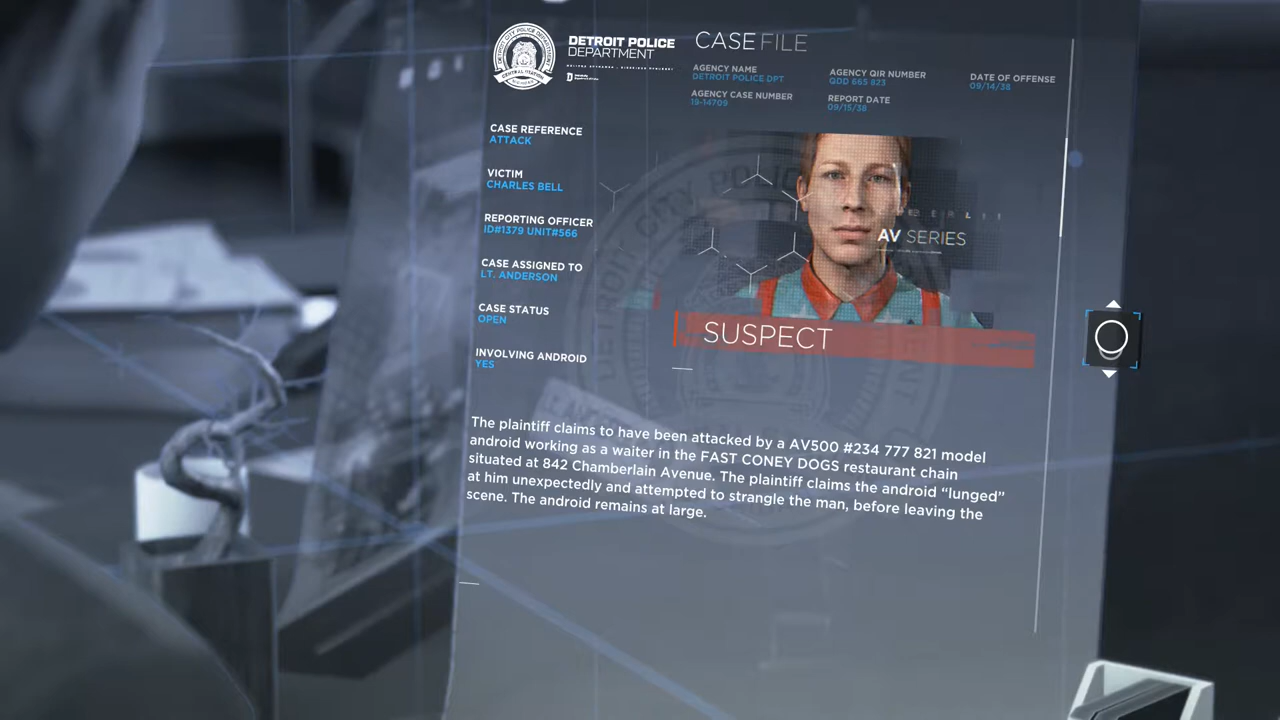 DETROIT POLICE
DEPARTMENT
CASE FILE
AGENCY NAME
DETROIT POLICE DPT
AGENCY QIR NUMBER
QDD 665 823
DATE OF OFFENSE
09/14/38
AGENCY CASE NUMBER
19-14709
REPORT DATE
09/15/38
CASE REFERENCE
ATTACK
VICTIM
CHARLES BELL
REPORTING OFFICER
ID#1379 UNIT#566
CASE ASSIGNED TO
LT. ANDERSON
CASE STATUS
OPEN
INVOLVING ANDROID
YES
AV SERIES
SUSPECT
The plaintiff claims to have been attacked by a AV500 #234 777 821 model
android working as a waiter in the FAST CONEY DOGS restaurant chain
situated at 842 Chamberlain Avenue. The plaintiff claims the android “lunged”
at him unexpectedly and attempted to strangle the man, before leaving the
scene. The android remains at large.